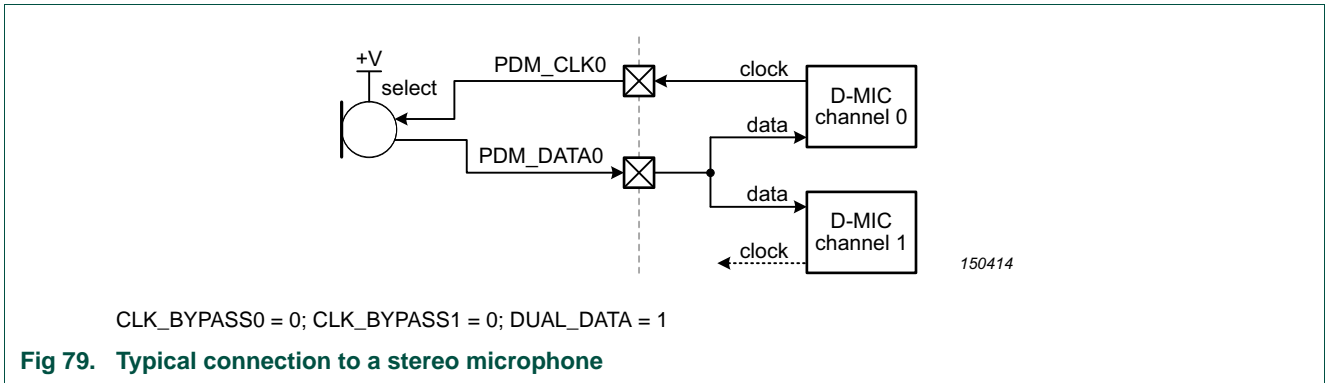 +V
select
PDM_CLK0
clock
D-MIC
channel 0
data
PDM_DATA0
data
D-MIC
channel 1
clock
150414
CLK_BYPASS0 = 0; CLK_BYPASS1 = 0; DUAL_DATA = 1
Fig 79. Typical connection to a stereo microphone